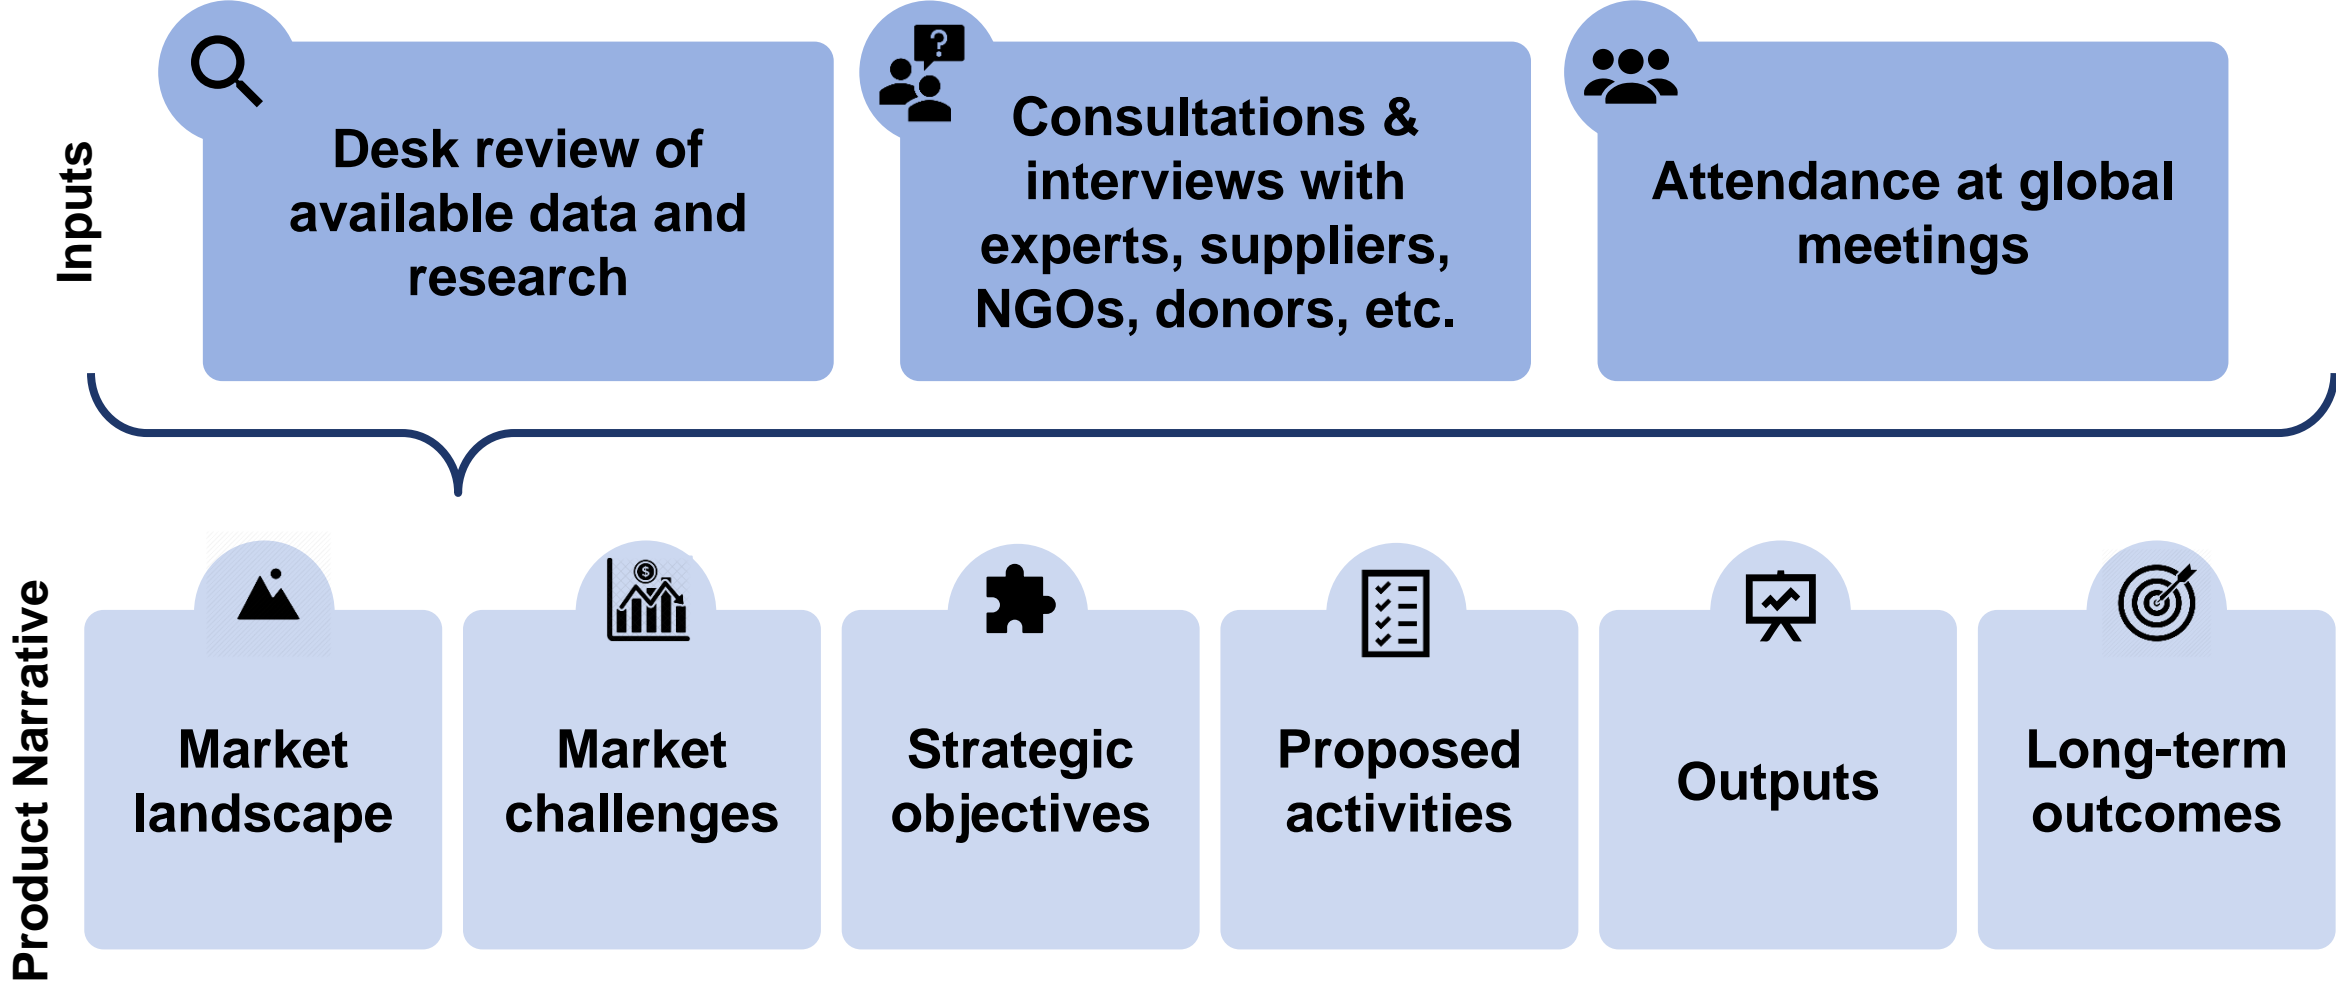 Inputs
Desk review of
available data and
research
?
Consultations &
interviews with
experts, suppliers,
NGOs, donors, etc.
Attendance at global
meetings
Product Narrative
Market
landscape
$
Market
challenges
Strategic
objectives
Proposed
activities
Outputs
Long-term
outcomes